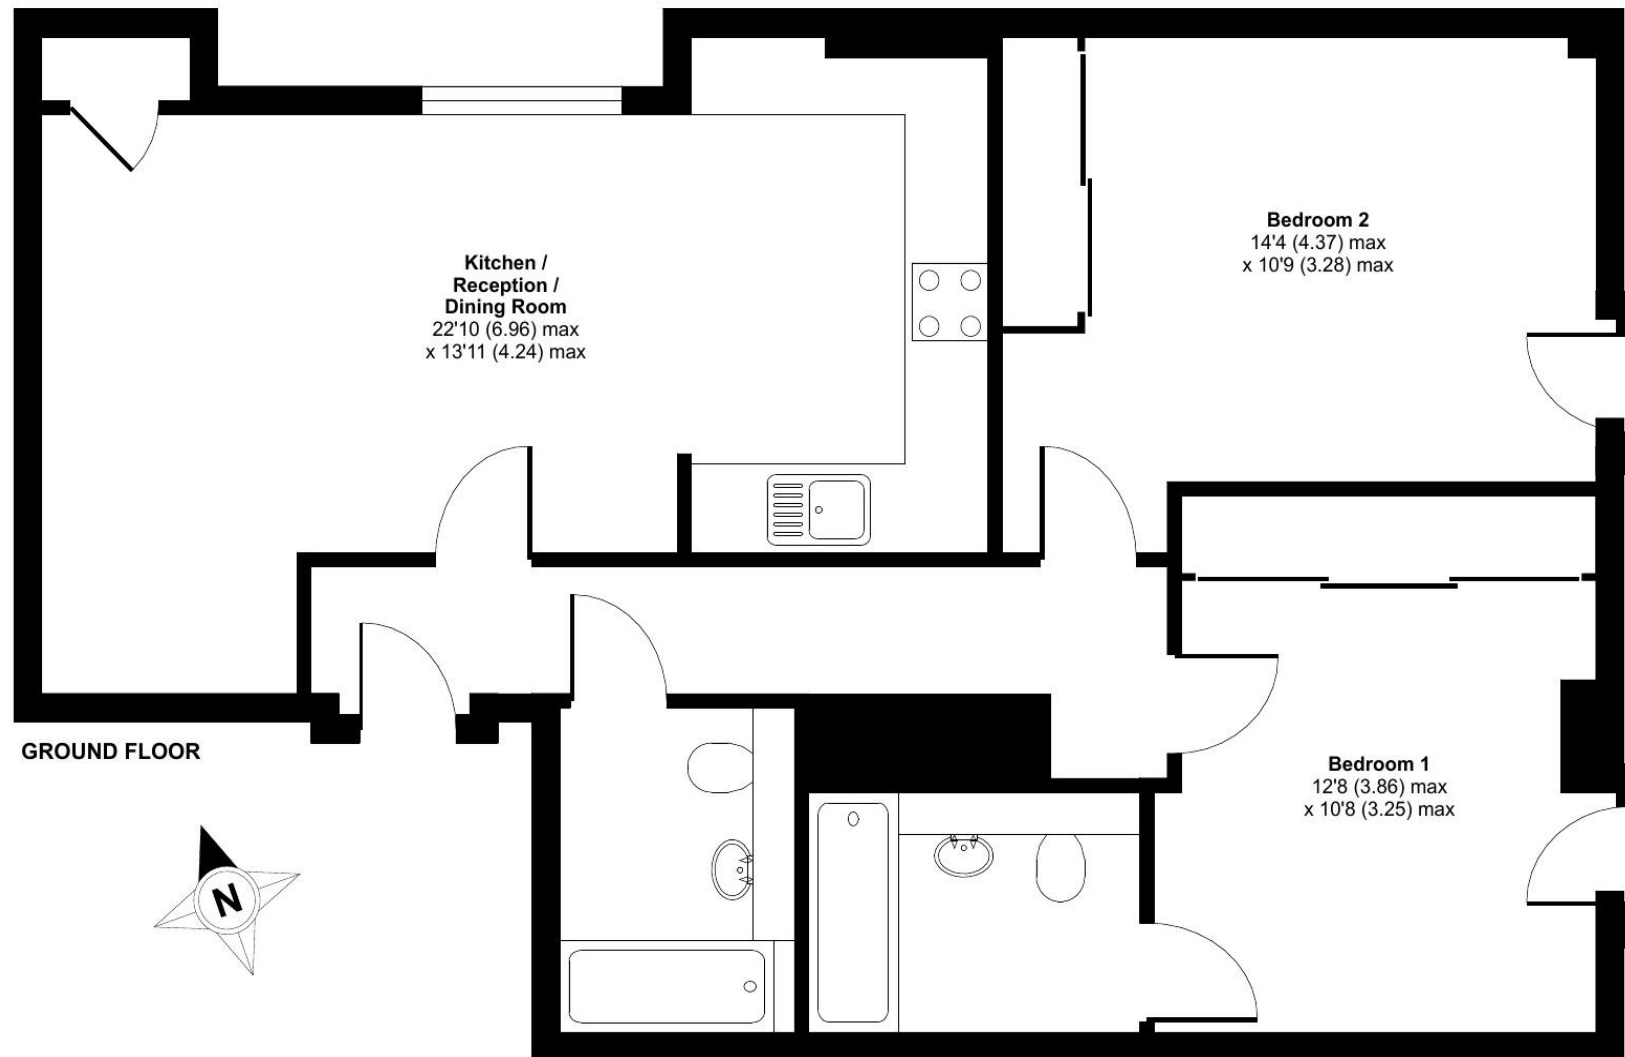 Kitchen /
Reception /
Dining Room
22'10 (6.96) max
x 13'11 (4.24) max
Bedroom 2
14'4 (4.37) max
x 10'9 (3.28) max
GROUND FLOOR
Bedroom 1
12'8 (3.86) max
x 10'8 (3.25) max
N